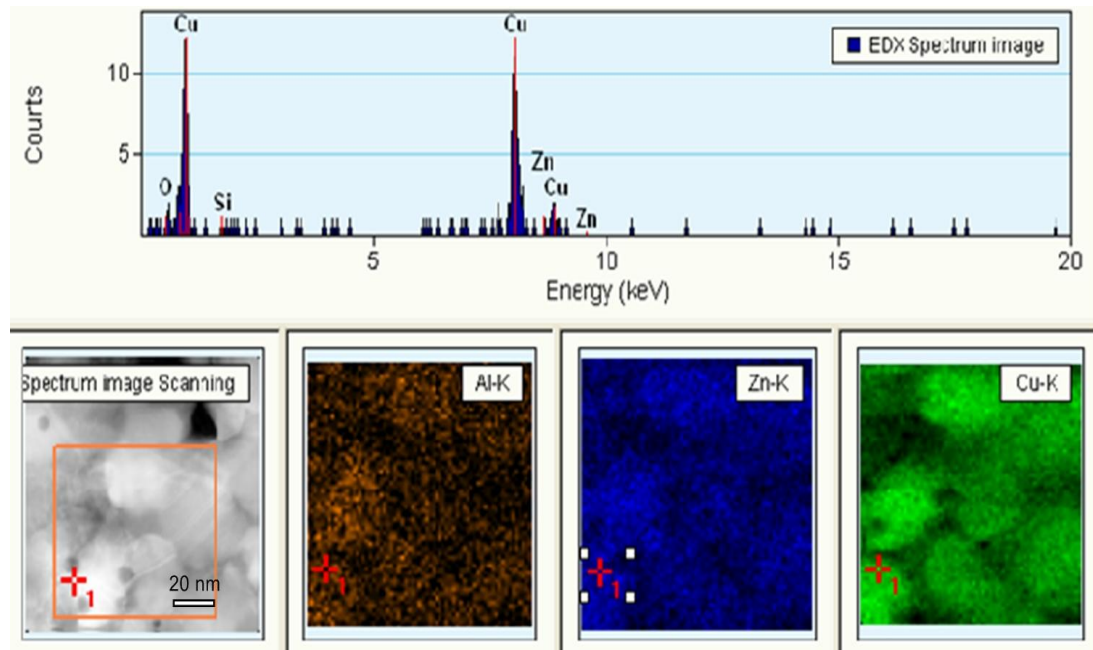 Cu
Cu
EDX Spectrum image
Courts
10
5
Zn
O
Si
Cu
Zn
5
10
15
20
Energy (keV)
Spectrum image Scanning
Al-K
Zn-K
Cu-K
1
20 nm
1
1
1